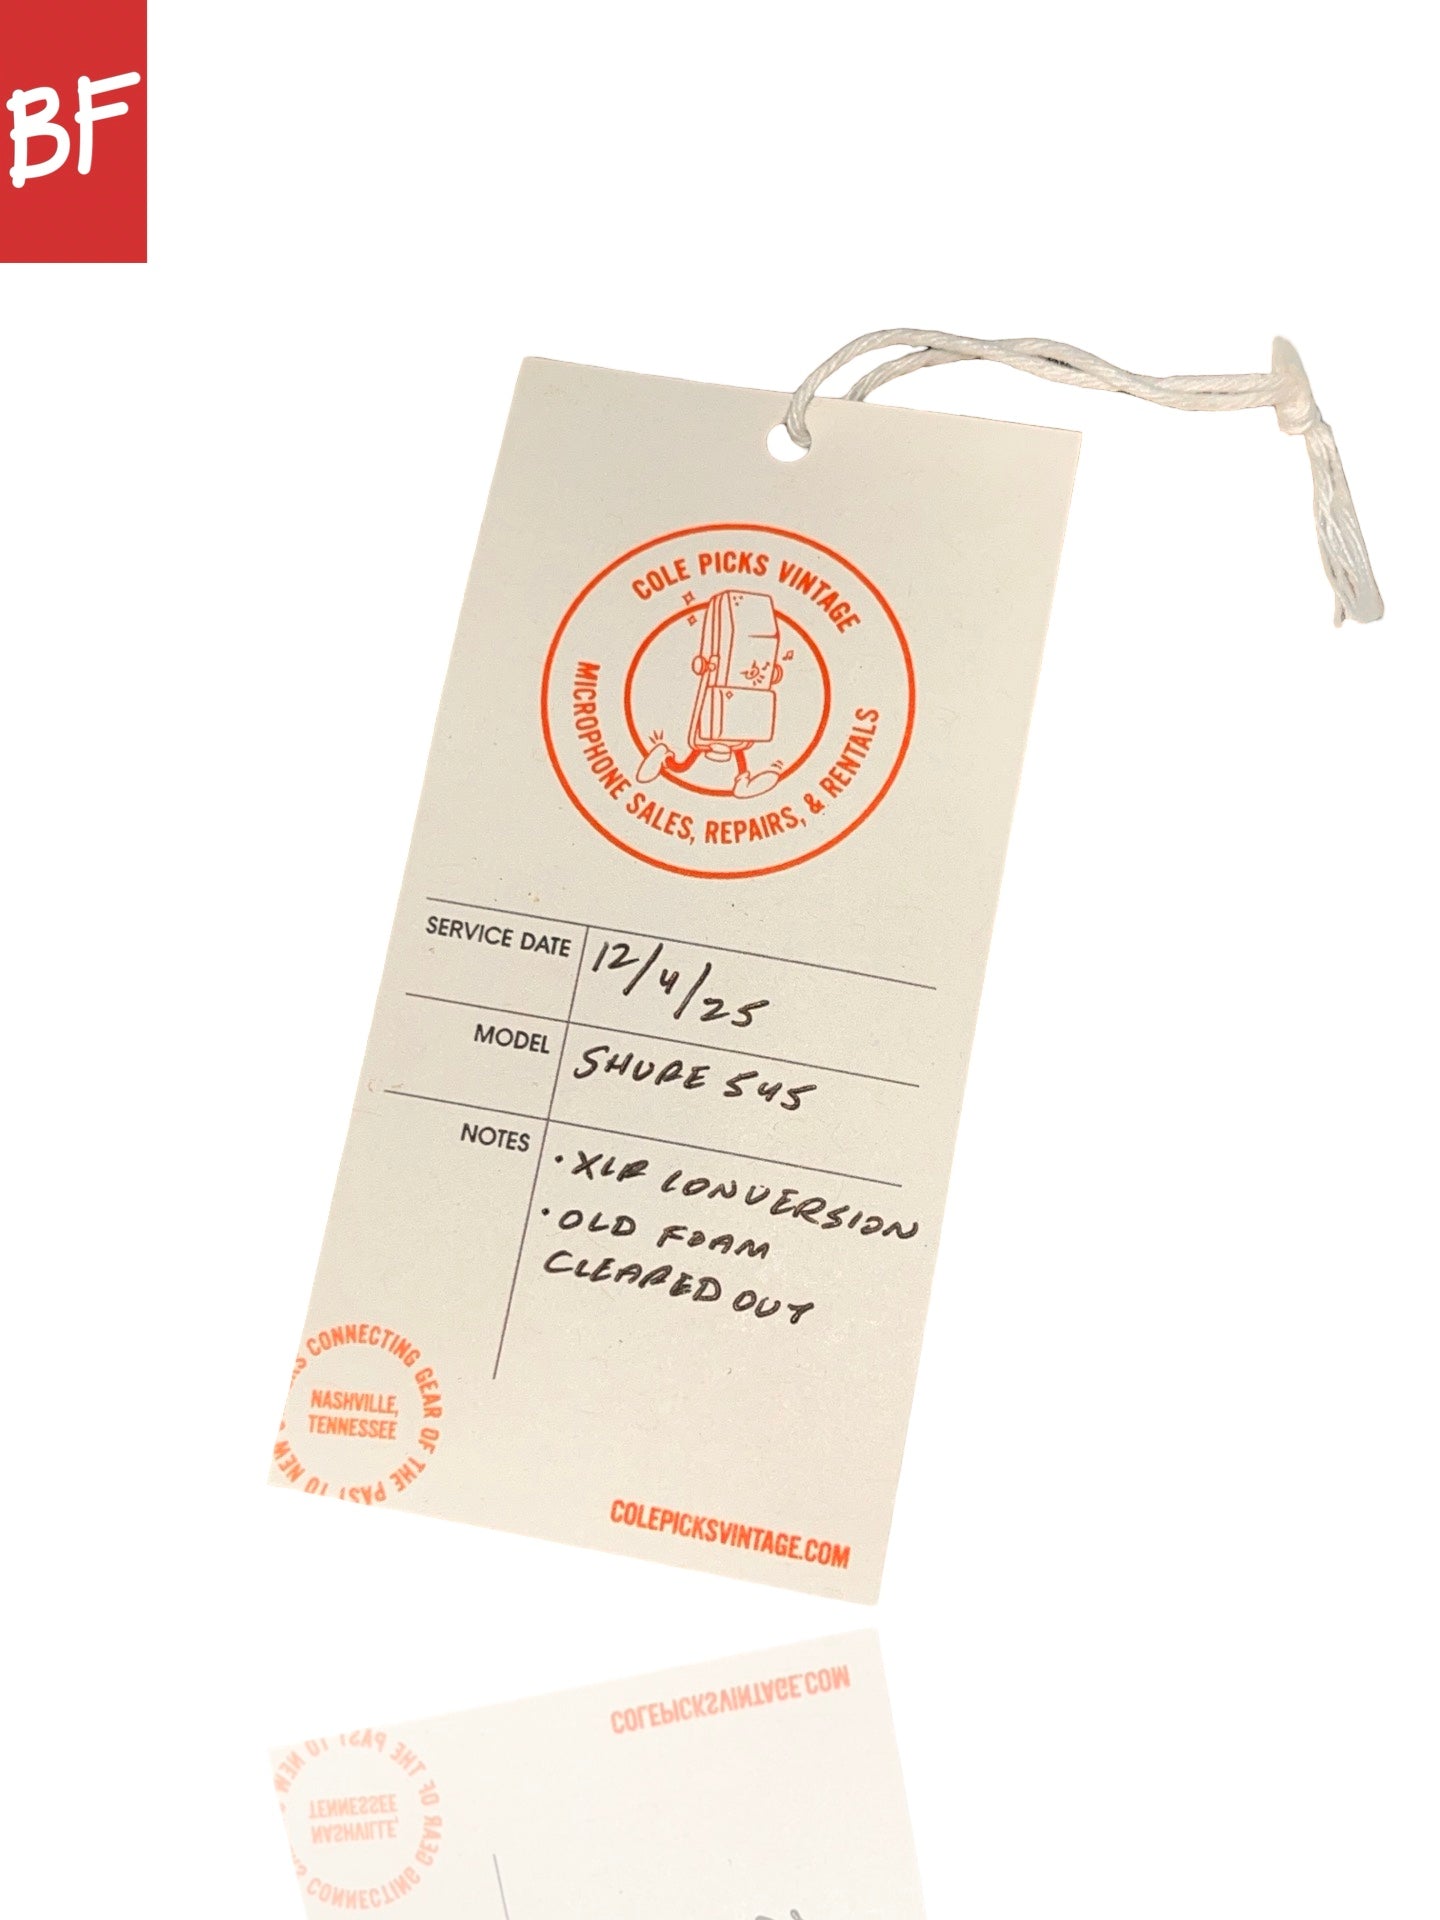 BF
COLE PICKS VINTAGE
MICROPHONE SALES, REPAIRS, & RENTALS
SERVICE DATE 12/4/25
MODEL SHURE 545
NOTES
· XLR CONVERSION
· OLD FOAM
CLEARED OUT
CONNECTING GEAR OF THE PAST TO NEW
NASHVILLE,
TENNESSEE
COLEPICKSVINTAGE.COM